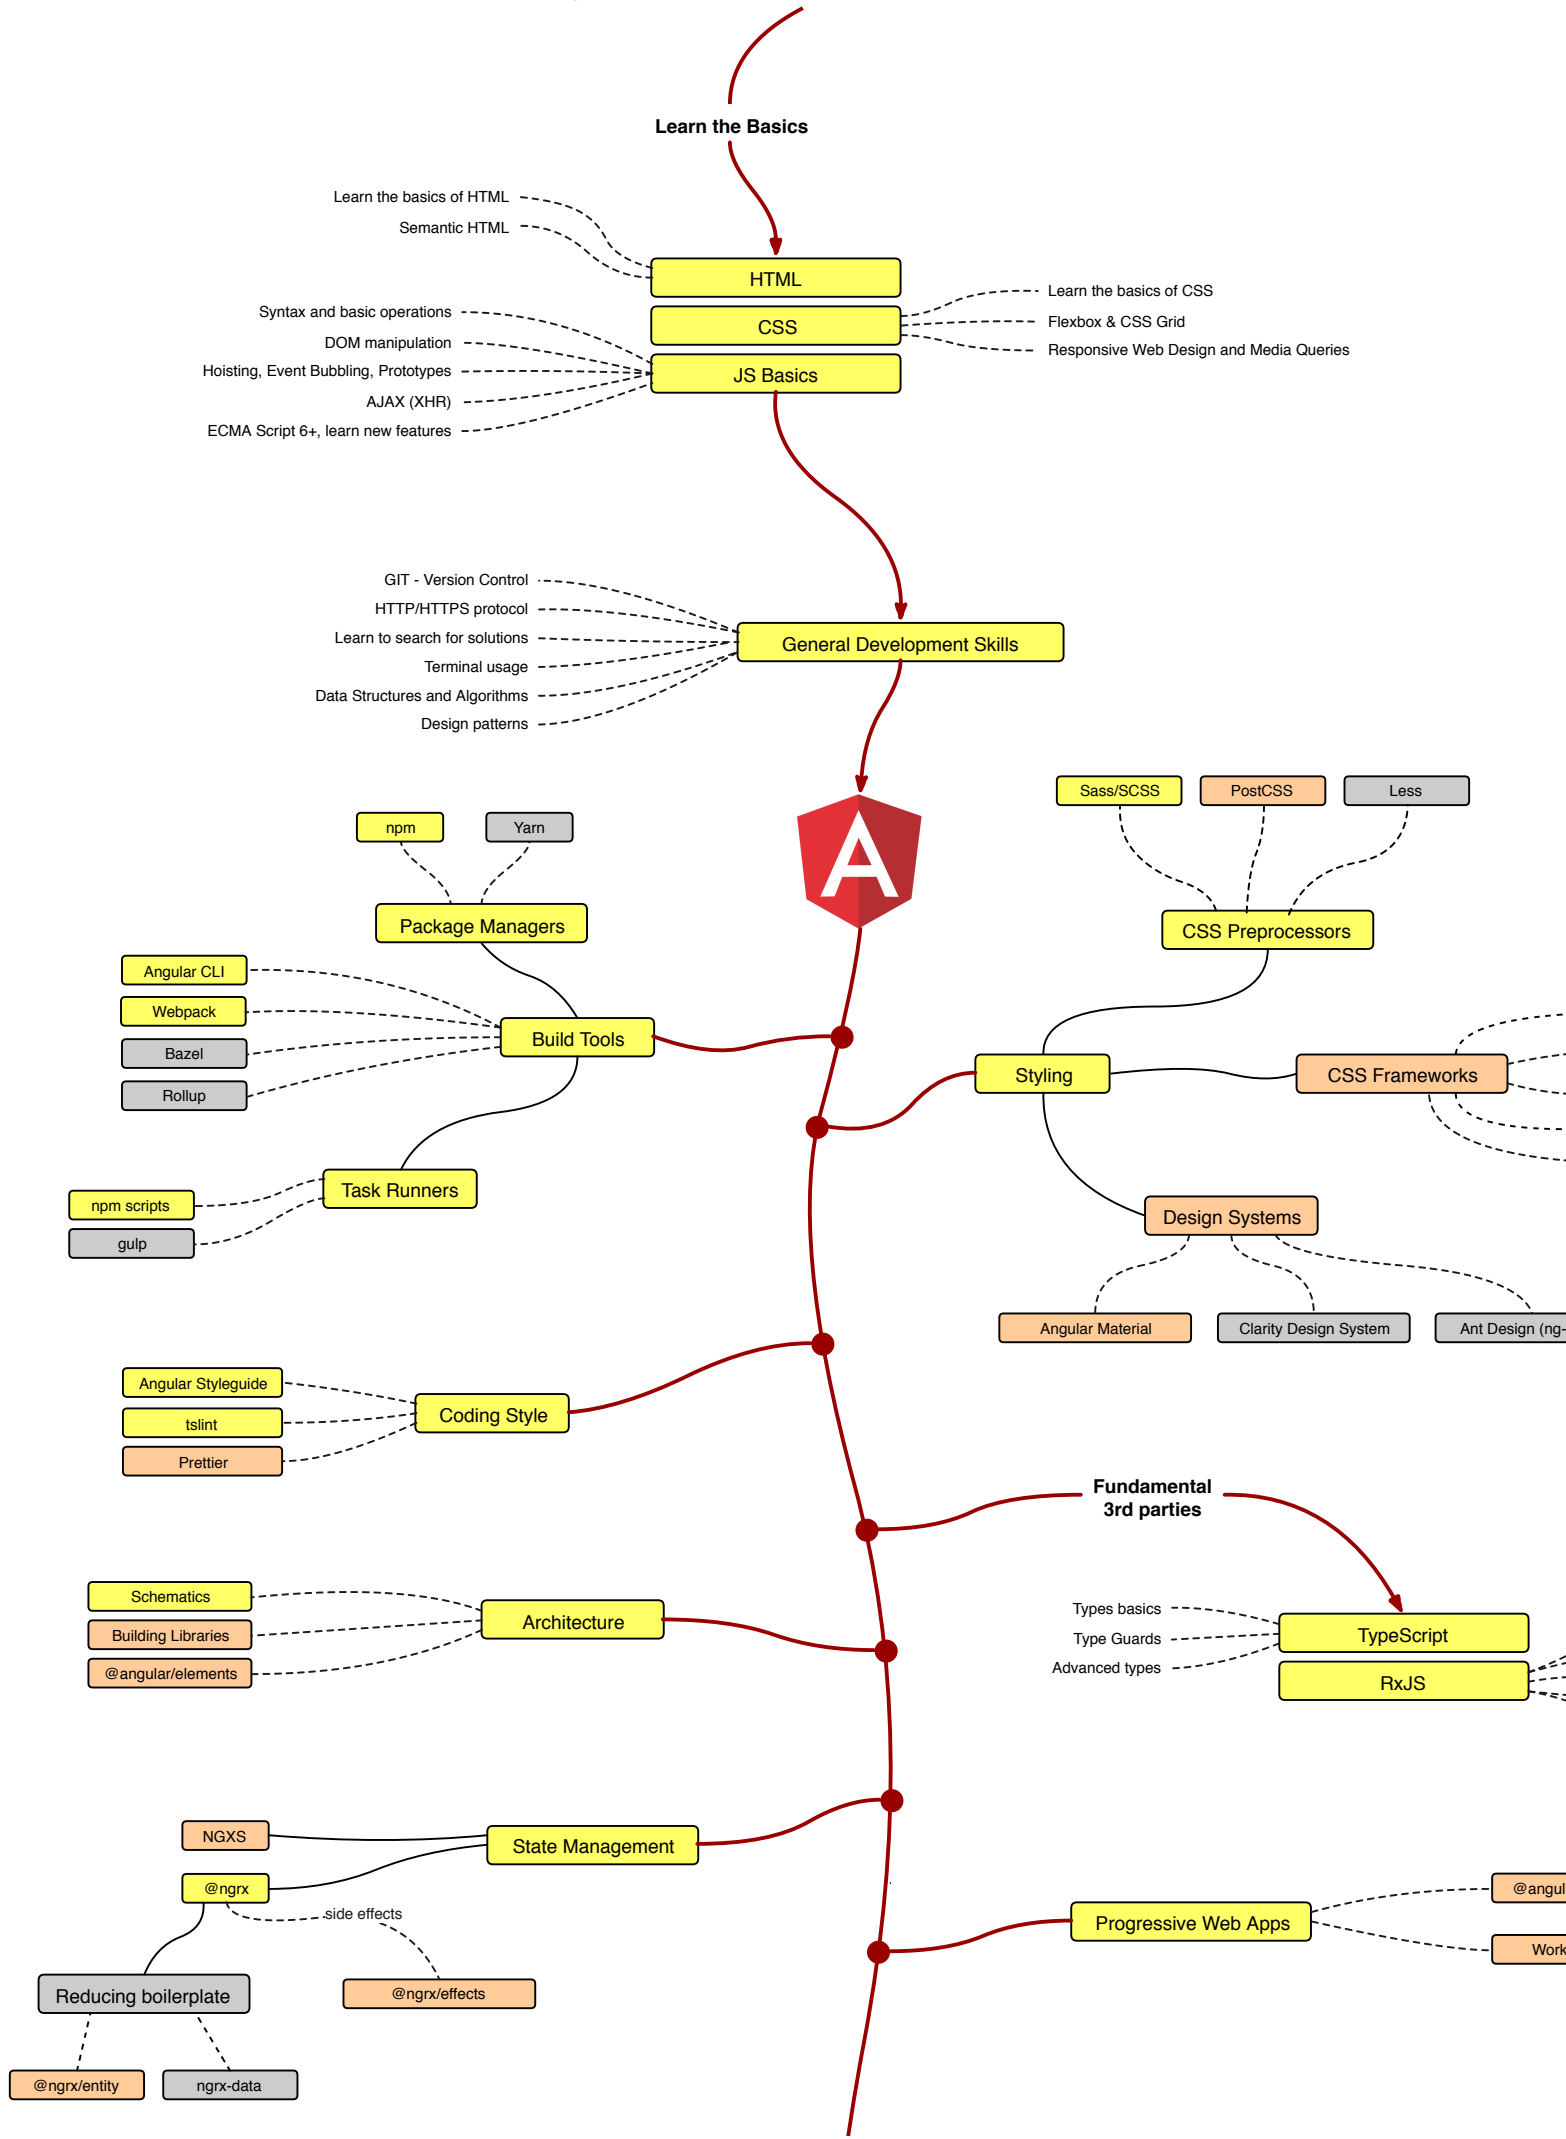 Learn the Basics
Learn the basics of HTML
Semantic HTML
HTML
Learn the basics of CSS
Syntax and basic operations
CSS
Flexbox & CSS Grid
DOM manipulation
Responsive Web Design and Media Queries
Hoisting, Event Bubbling, Prototypes
JS Basics
AJAX (XHR)
ECMA Script 6+, learn new features
GIT - Version Control
HTTP/HTTPS protocol
Learn to search for solutions
General Development Skills
Terminal usage
Data Structures and Algorithms
Design patterns
Sass/SCSS
PostCSS
Less
npm
Yarn
Package Managers
CSS Preprocessors
Angular CLI
Webpack
Build Tools
Bazel
Rollup
Styling
CSS Frameworks
Task Runners
npm scripts
gulp
Design Systems
Angular Material
Clarity Design System
Ant Design (ng-
Angular Styleguide
Coding Style
tslint
Prettier
Fundamental
3rd parties
Schematics
Architecture
Building Libraries
@angular/elements
Types basics
Type Guards
Advanced types
TypeScript
RxJS
NGXS
State Management
@ngrx
side effects
@angul
Progressive Web Apps
Work
Reducing boilerplate
@ngrx/effects
@ngrx/entity
ngrx-data